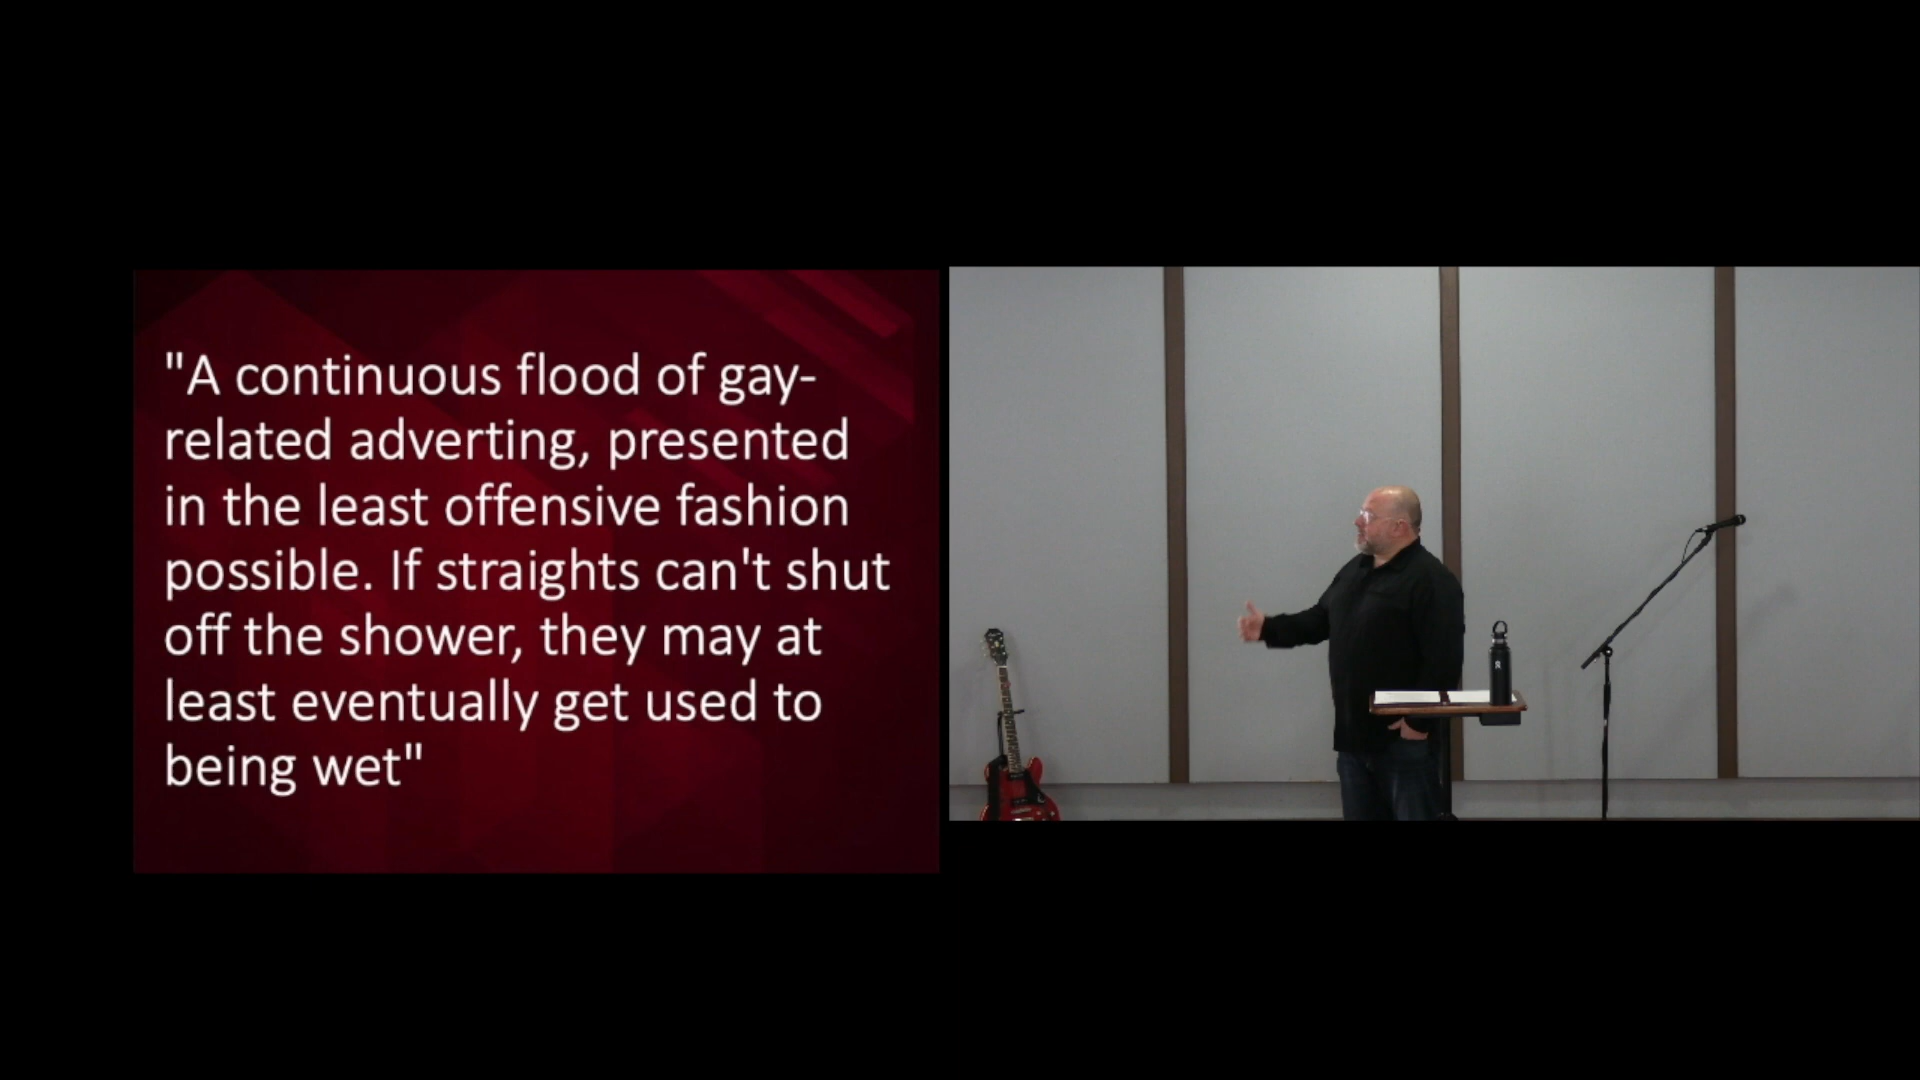 "A continuous flood of gay-
related adverting, presented
in the least offensive fashion
possible. If straights can't shut
off the shower, they may at
least eventually get used to
being wet"